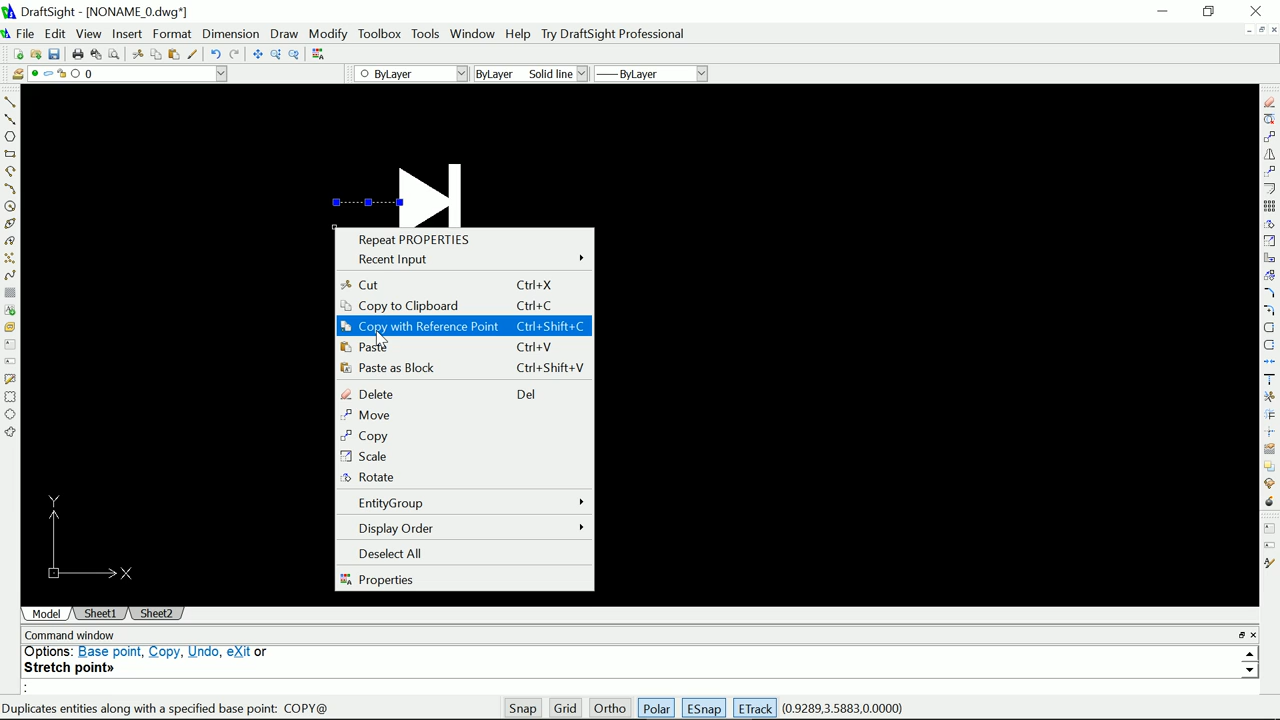 DraftSight - [NONAME_0.dwg*]
File Edit View Insert Format Dimension Draw Modify Toolbox Tools Window Help Try DraftSight Professional
0 ByLayer ByLayer Solid line ByLayer
Repeat PROPERTIES
Recent Input
Cut Ctrl+X
Copy to Clipboard Ctrl+C
Copy with Reference Point Ctrl+Shift+C
Paste Ctrl+V
Paste as Block Ctrl+Shift+V
Delete Del
Move
Copy
Scale
Rotate
EntityGroup
Display Order
Deselect All
Properties
Y
X
Model Sheet1 Sheet2
Command window
Options: Base point, Copy, Undo, eXit or
Stretch point»
:
Duplicates entities along with a specified base point: COPY@ Snap Grid Ortho Polar ESnap ETrack (0.9289,3.5883,0.0000)